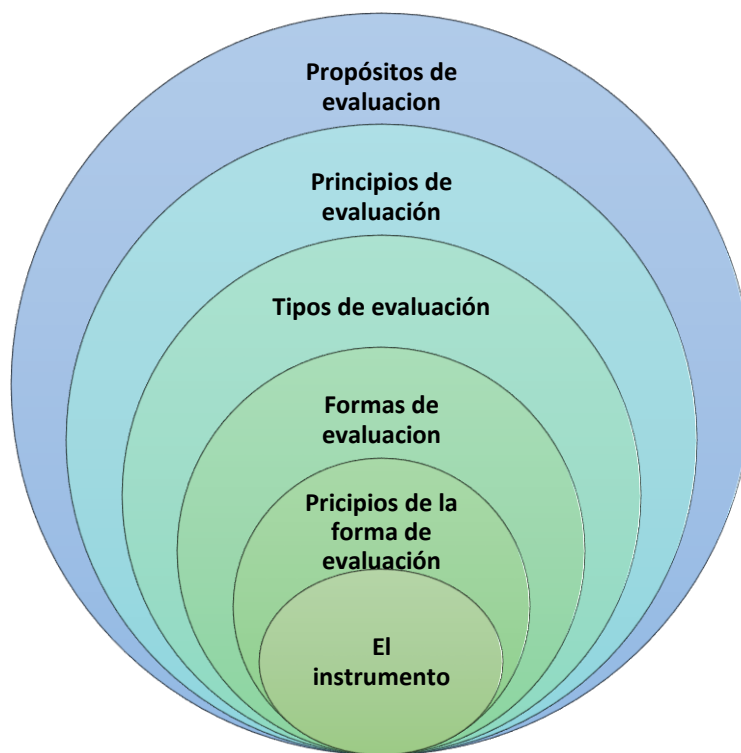 Propósitos de
evaluacion
Principios de
evaluación
Tipos de evaluación
Formas de
evaluacion
Pricipios de la
forma de
evaluación
El
instrumento